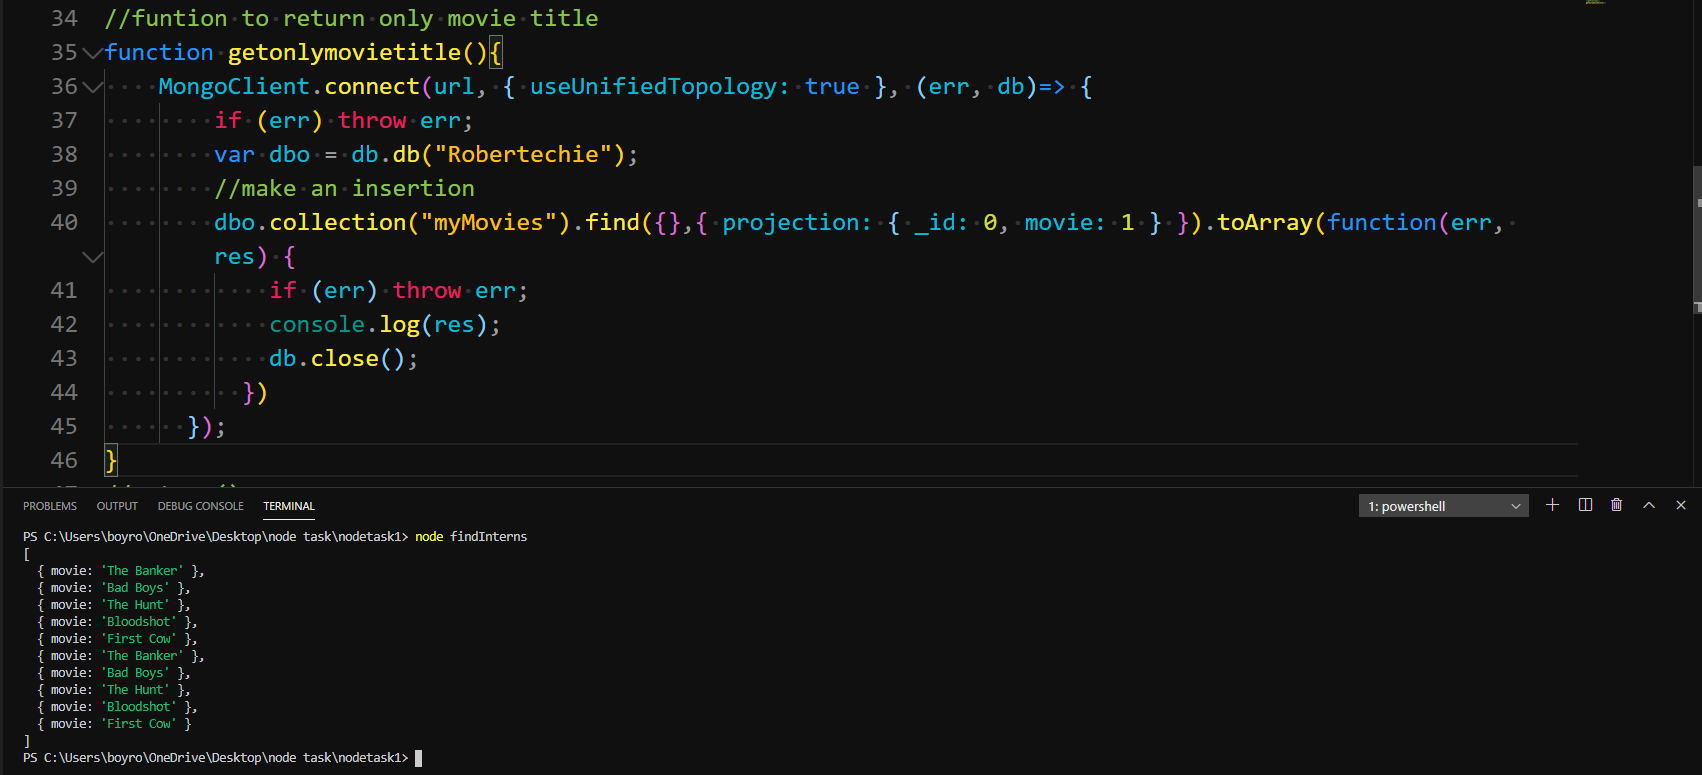 34 //funtion to return only movie title
35 function getonlymovietitle(){
36 MongoClient.connect(url, { useUnifiedTopology: true }, (err, db)=> {
37 if (err) throw err;
38 var dbo = db.db("Robertechie");
39 //make an insertion
40 dbo.collection("myMovies").find({},{ projection: { _id: 0, movie: 1 } }).toArray(function(err,
res) {
41 if (err) throw err;
42 console.log(res);
43 db.close();
44 })
45 });
46 }
PROBLEMS OUTPUT DEBUG CONSOLE TERMINAL 1: powershell
PS C:\Users\boyro\OneDrive\Desktop\node task\nodetask1> node findInterns
[
{ movie: 'The Banker' },
{ movie: 'Bad Boys' },
{ movie: 'The Hunt' },
{ movie: 'Bloodshot' },
{ movie: 'First Cow' },
{ movie: 'The Banker' },
{ movie: 'Bad Boys' },
{ movie: 'The Hunt' },
{ movie: 'Bloodshot' },
{ movie: 'First Cow' }
]
PS C:\Users\boyro\OneDrive\Desktop\node task\nodetask1>